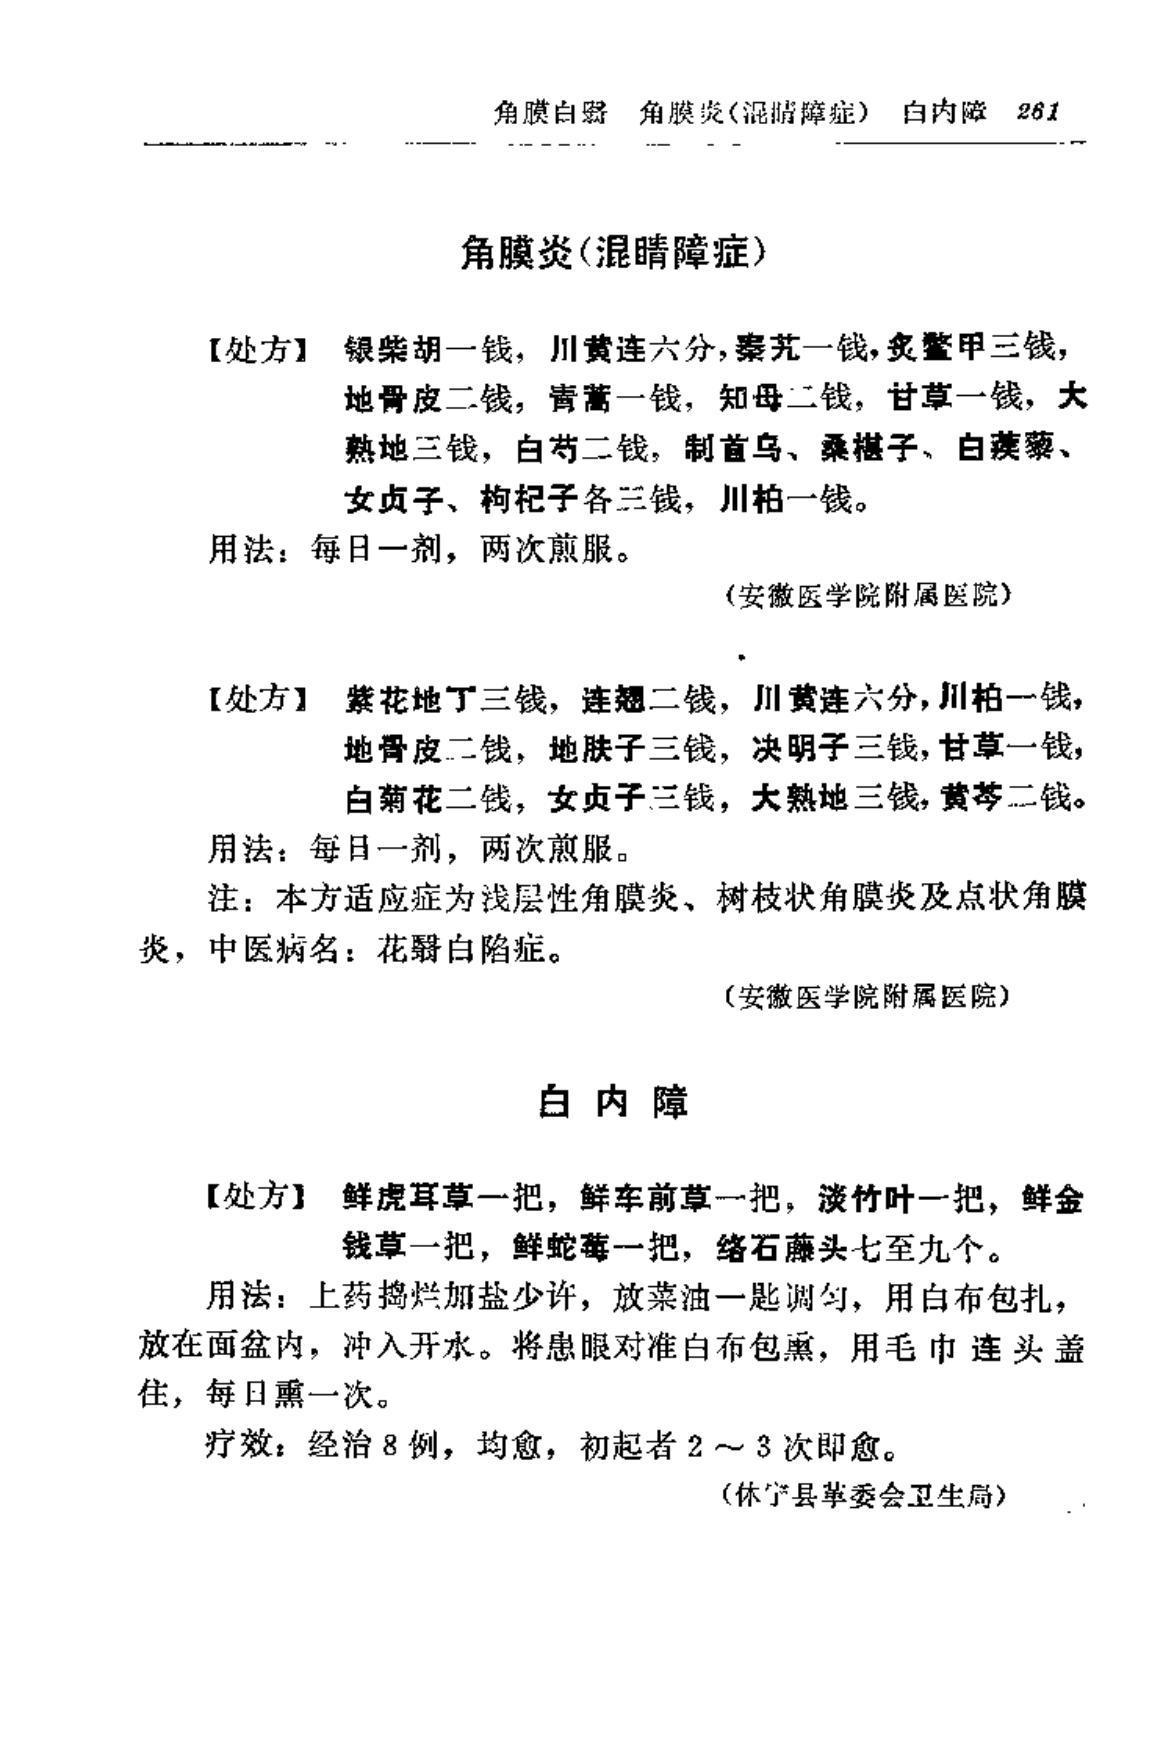 角膜白翳　角膜炎(混睛障症)　白内障　261
角膜炎(混睛障症)
【处方】 银柴胡一钱，川黄连六分，秦艽一钱，炙鳖甲三钱，
地骨皮二钱，青蒿一钱，知母二钱，甘草一钱，大
熟地三钱，白芍二钱，制首乌、桑椹子、白蒺藜、
女贞子、枸杞子各三钱，川柏一钱。
用法：每日一剂，两次煎服。
(安徽医学院附属医院)
【处方】 紫花地丁三钱，连翘二钱，川黄连六分，川柏一钱，
地骨皮二钱，地肤子三钱，决明子三钱，甘草一钱，
白菊花二钱，女贞子三钱，大熟地三钱，黄芩二钱。
用法：每日一剂，两次煎服。
注：本方适应症为浅层性角膜炎、树枝状角膜炎及点状角膜
炎，中医病名：花翳白陷症。
(安徽医学院附属医院)
白内障
【处方】 鲜虎耳草一把，鲜车前草一把，淡竹叶一把，鲜金
钱草一把，鲜蛇莓一把，络石藤头七至九个。
用法：上药捣烂加盐少许，放菜油一匙调匀，用白布包扎，
放在面盆内，冲入开水。将患眼对准白布包熏，用毛巾连头盖
住，每日熏一次。
疗效：经治8例，均愈，初起者2～3次即愈。
(休宁县革委会卫生局)